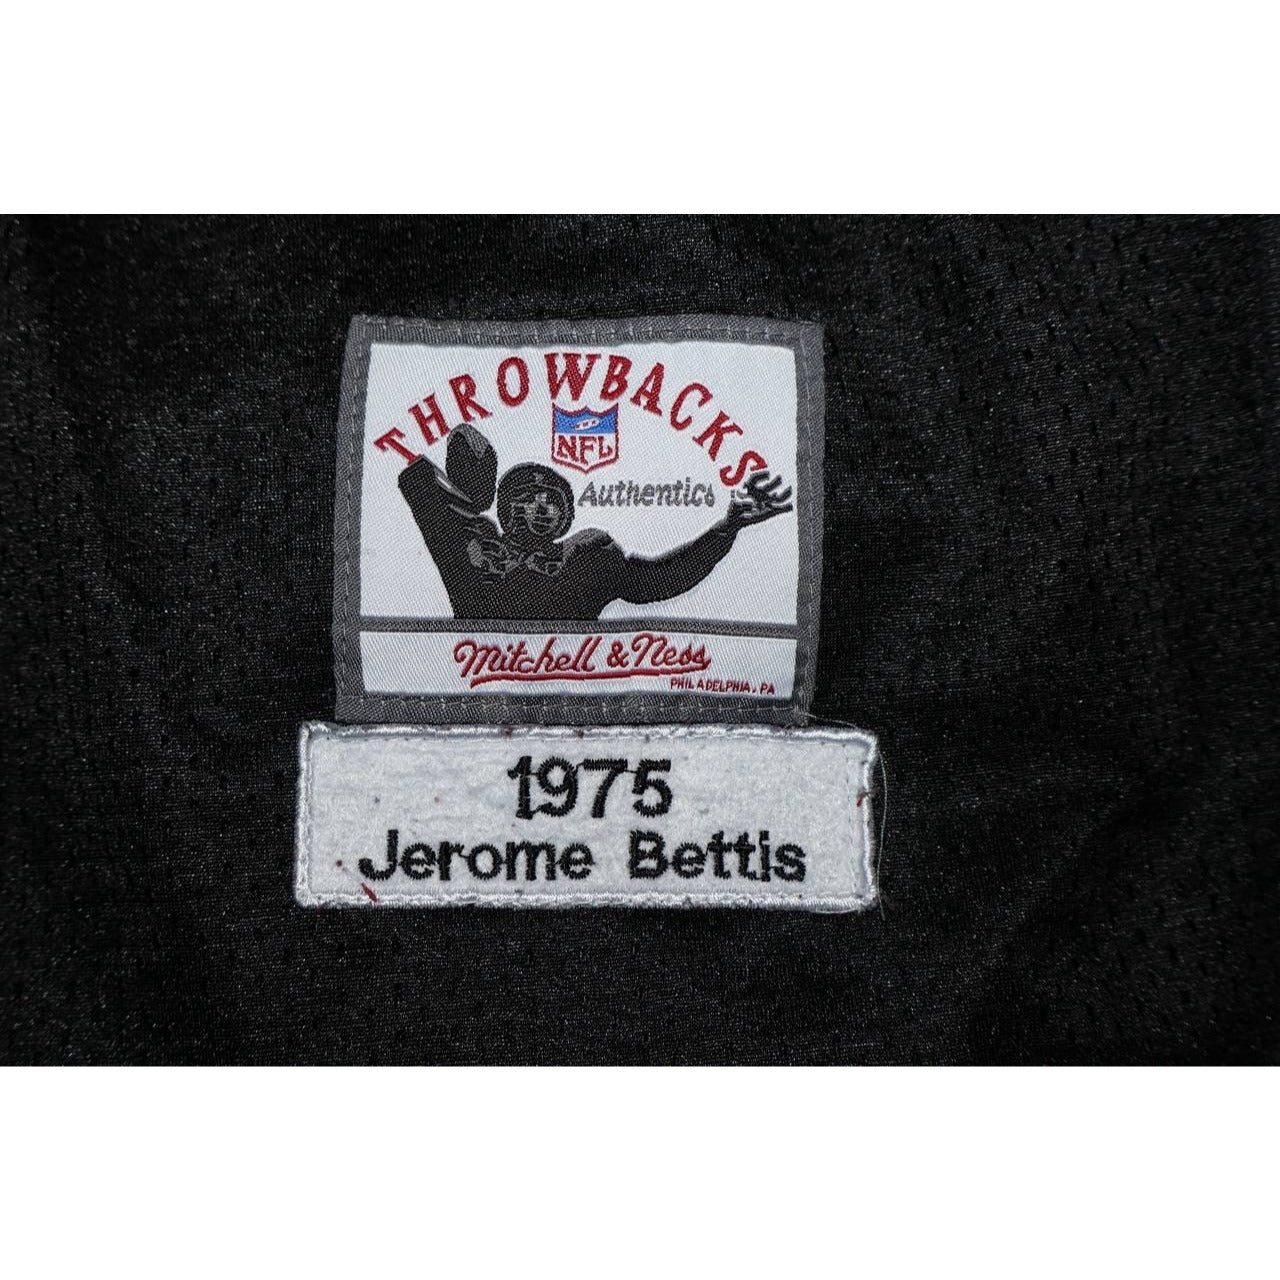 THROWBACKS
NFL
Authentics
Mitchell & Ness
PHILADELPHIA, PA
1975
Jerome Bettis